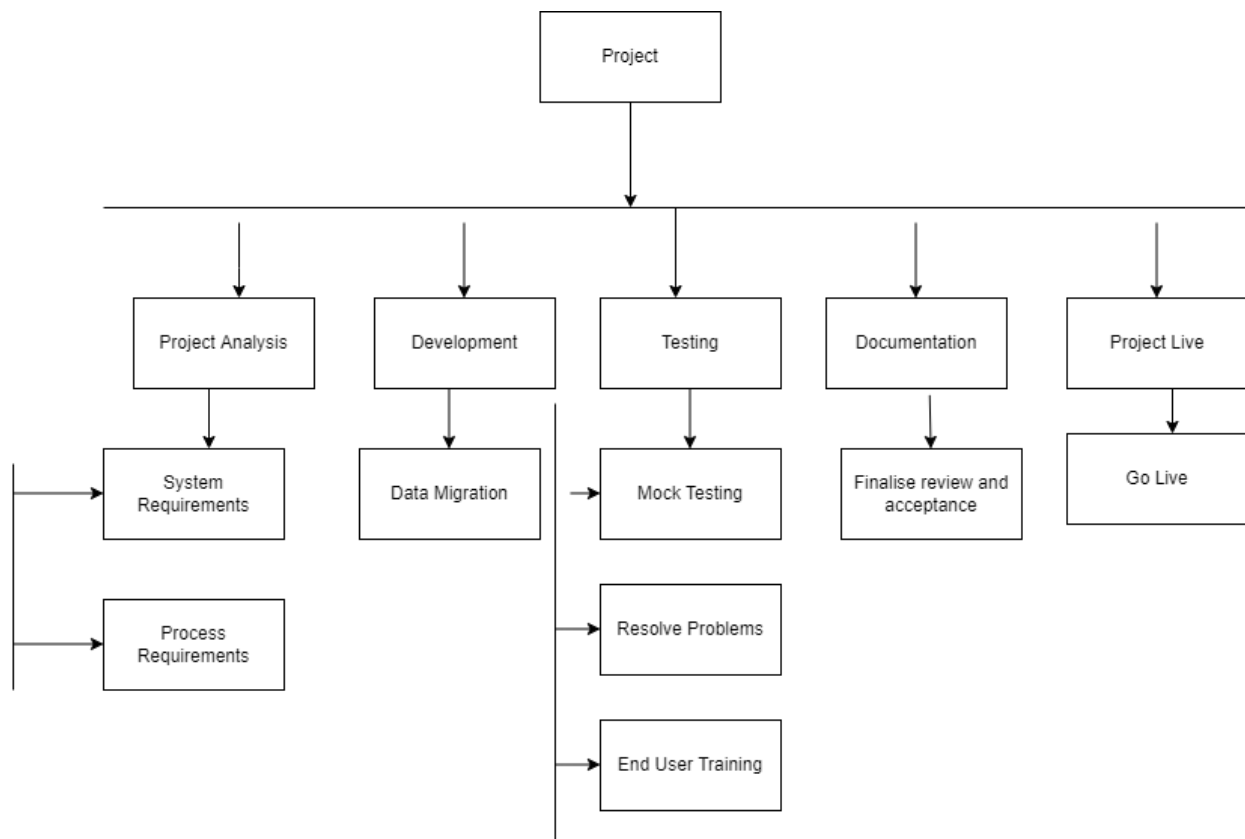 Project
Project Analysis
Development
Testing
Documentation
Project Live
System
Requirements
Data Migration
Mock Testing
Finalise review and
acceptance
Go Live
Process
Requirements
Resolve Problems
End User Training